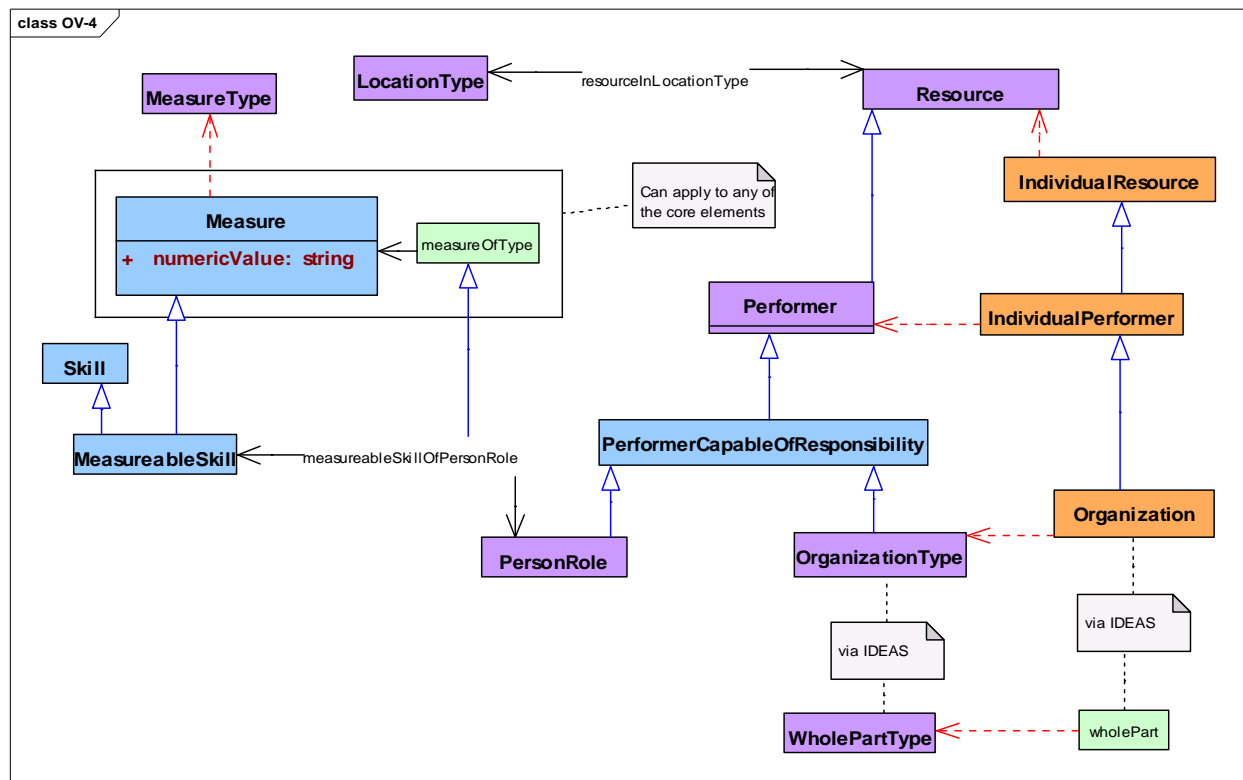 class OV-4
LocationType
resourceInLocationType
Resource
MeasureType
IndividualResource
Can apply to any of
the core elements
Measure
+ numericValue: string
measureOfType
Performer
IndividualPerformer
Skill
MeasureableSkill
measureableSkillOfPersonRole
PerformerCapableOfResponsibility
Organization
PersonRole
OrganizationType
via IDEAS
via IDEAS
WholePartType
wholePart